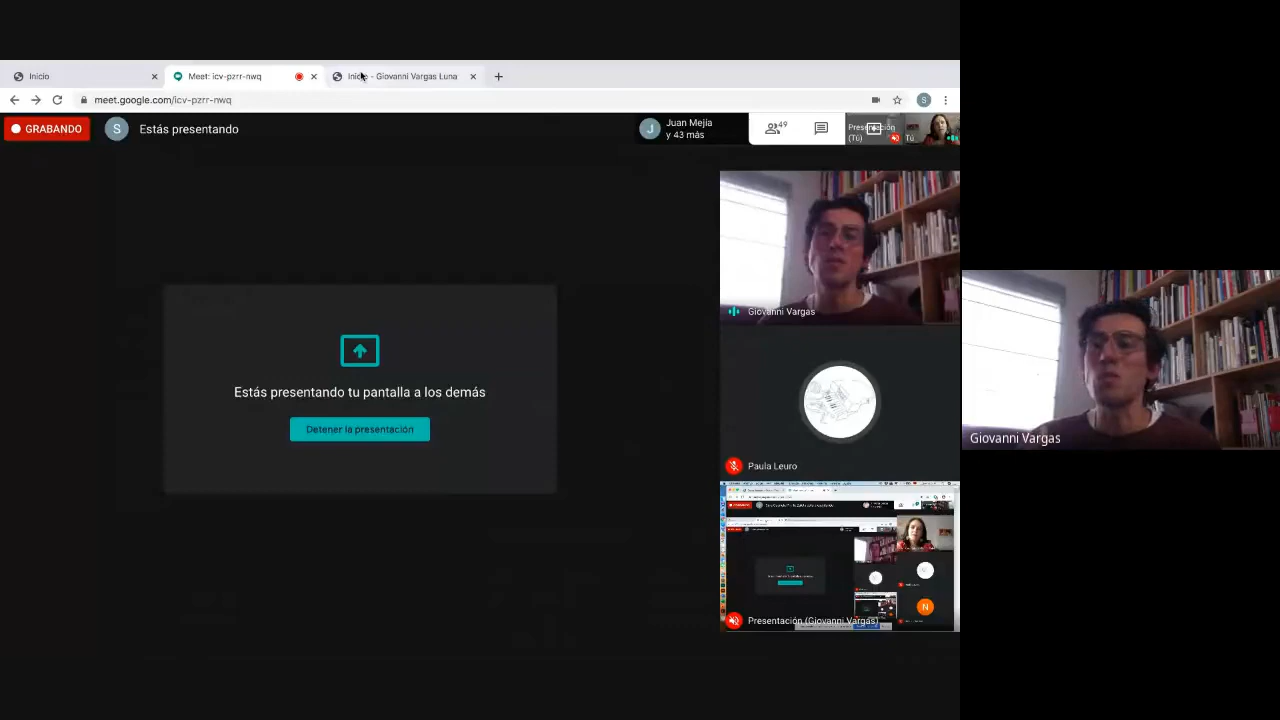 Inicio
Meet: icv-pzrr-nwq
Inicio - Giovanni Vargas Luna
meet.google.com/icv-pzrr-nwq
S
GRABANDO
S
Estás presentando
J
Juan Mejía
y 43 más
49
Presentación
(Tú)
Tú
Giovanni Vargas
Estás presentando tu pantalla a los demás
Detener la presentación
Paula Leuro
N
Presentación (Giovanni Vargas)
Giovanni Vargas